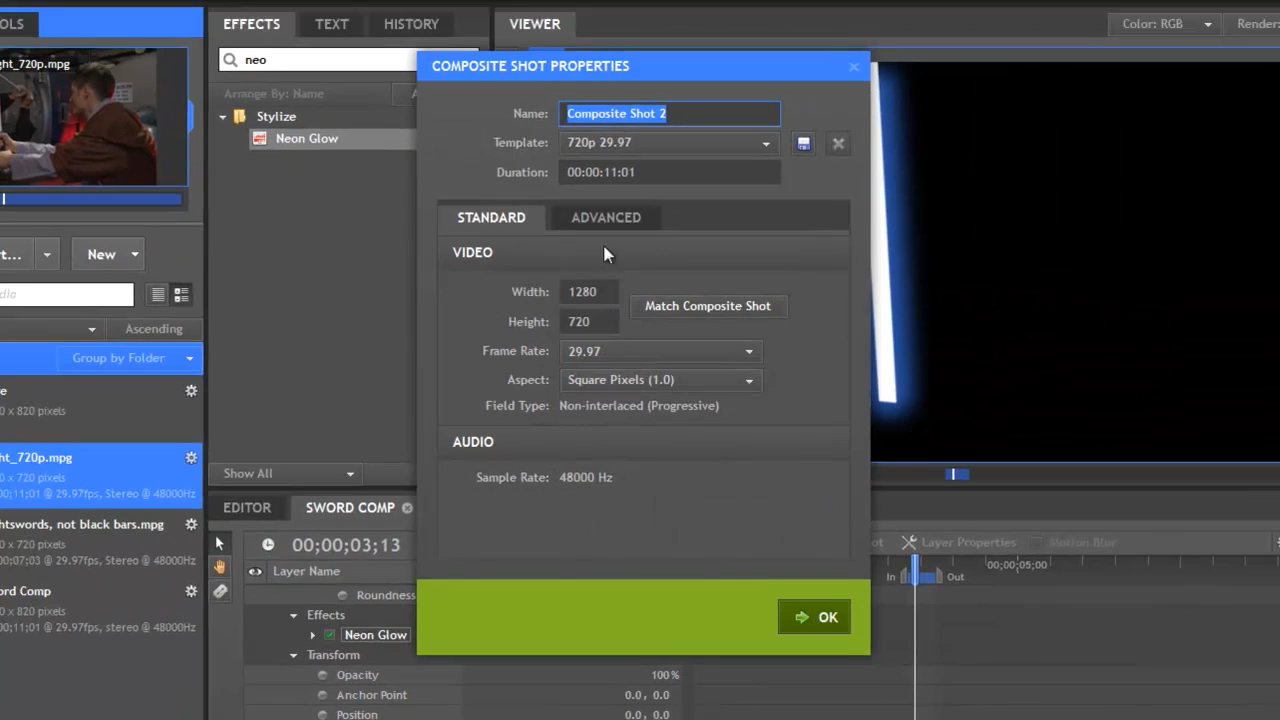 OLS
EFFECTS
TEXT
HISTORY
VIEWER
Color: RGB
Render:
ght_720p.mpg
neo
Arrange By: Name
Stylize
Neon Glow
COMPOSITE SHOT PROPERTIES
Name: Composite Shot 2
Template: 720p 29.97
Duration: 00:00:11:01
STANDARD
ADVANCED
VIDEO
Width: 1280
Height: 720
Match Composite Shot
Frame Rate: 29.97
Aspect: Square Pixels (1.0)
Field Type: Non-interlaced (Progressive)
AUDIO
Sample Rate: 48000 Hz
OK
t...
New
dia
Ascending
Group by Folder
e
0 x 820 pixels
ht_720p.mpg
0 x 720 pixels
00;11;01 @ 29.97fps, Stereo @ 48000Hz
htswords, not black bars.mpg
0 x 720 pixels
00;07;03 @ 29.97fps, Stereo @ 48000Hz
ord Comp
0 x 820 pixels
00;11;01 @ 29.97fps, Stereo @ 48000Hz
Show All
EDITOR
SWORD COMP
00;00;03;13
Layer Name
ot
Layer Properties
Motion Blur
00;00;05;00
In
Out
Roundness
Effects
Neon Glow
Transform
Opacity 100%
Anchor Point 0.0, 0.0
Position 0.0, 0.0